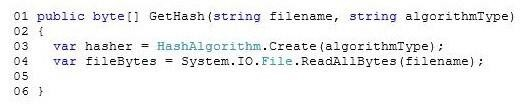 01 public byte[] GetHash(string filename, string algorithmType)
02 {
03   var hasher = HashAlgorithm.Create(algorithmType);
04   var fileBytes = System.IO.File.ReadAllBytes(filename);
05
06 }